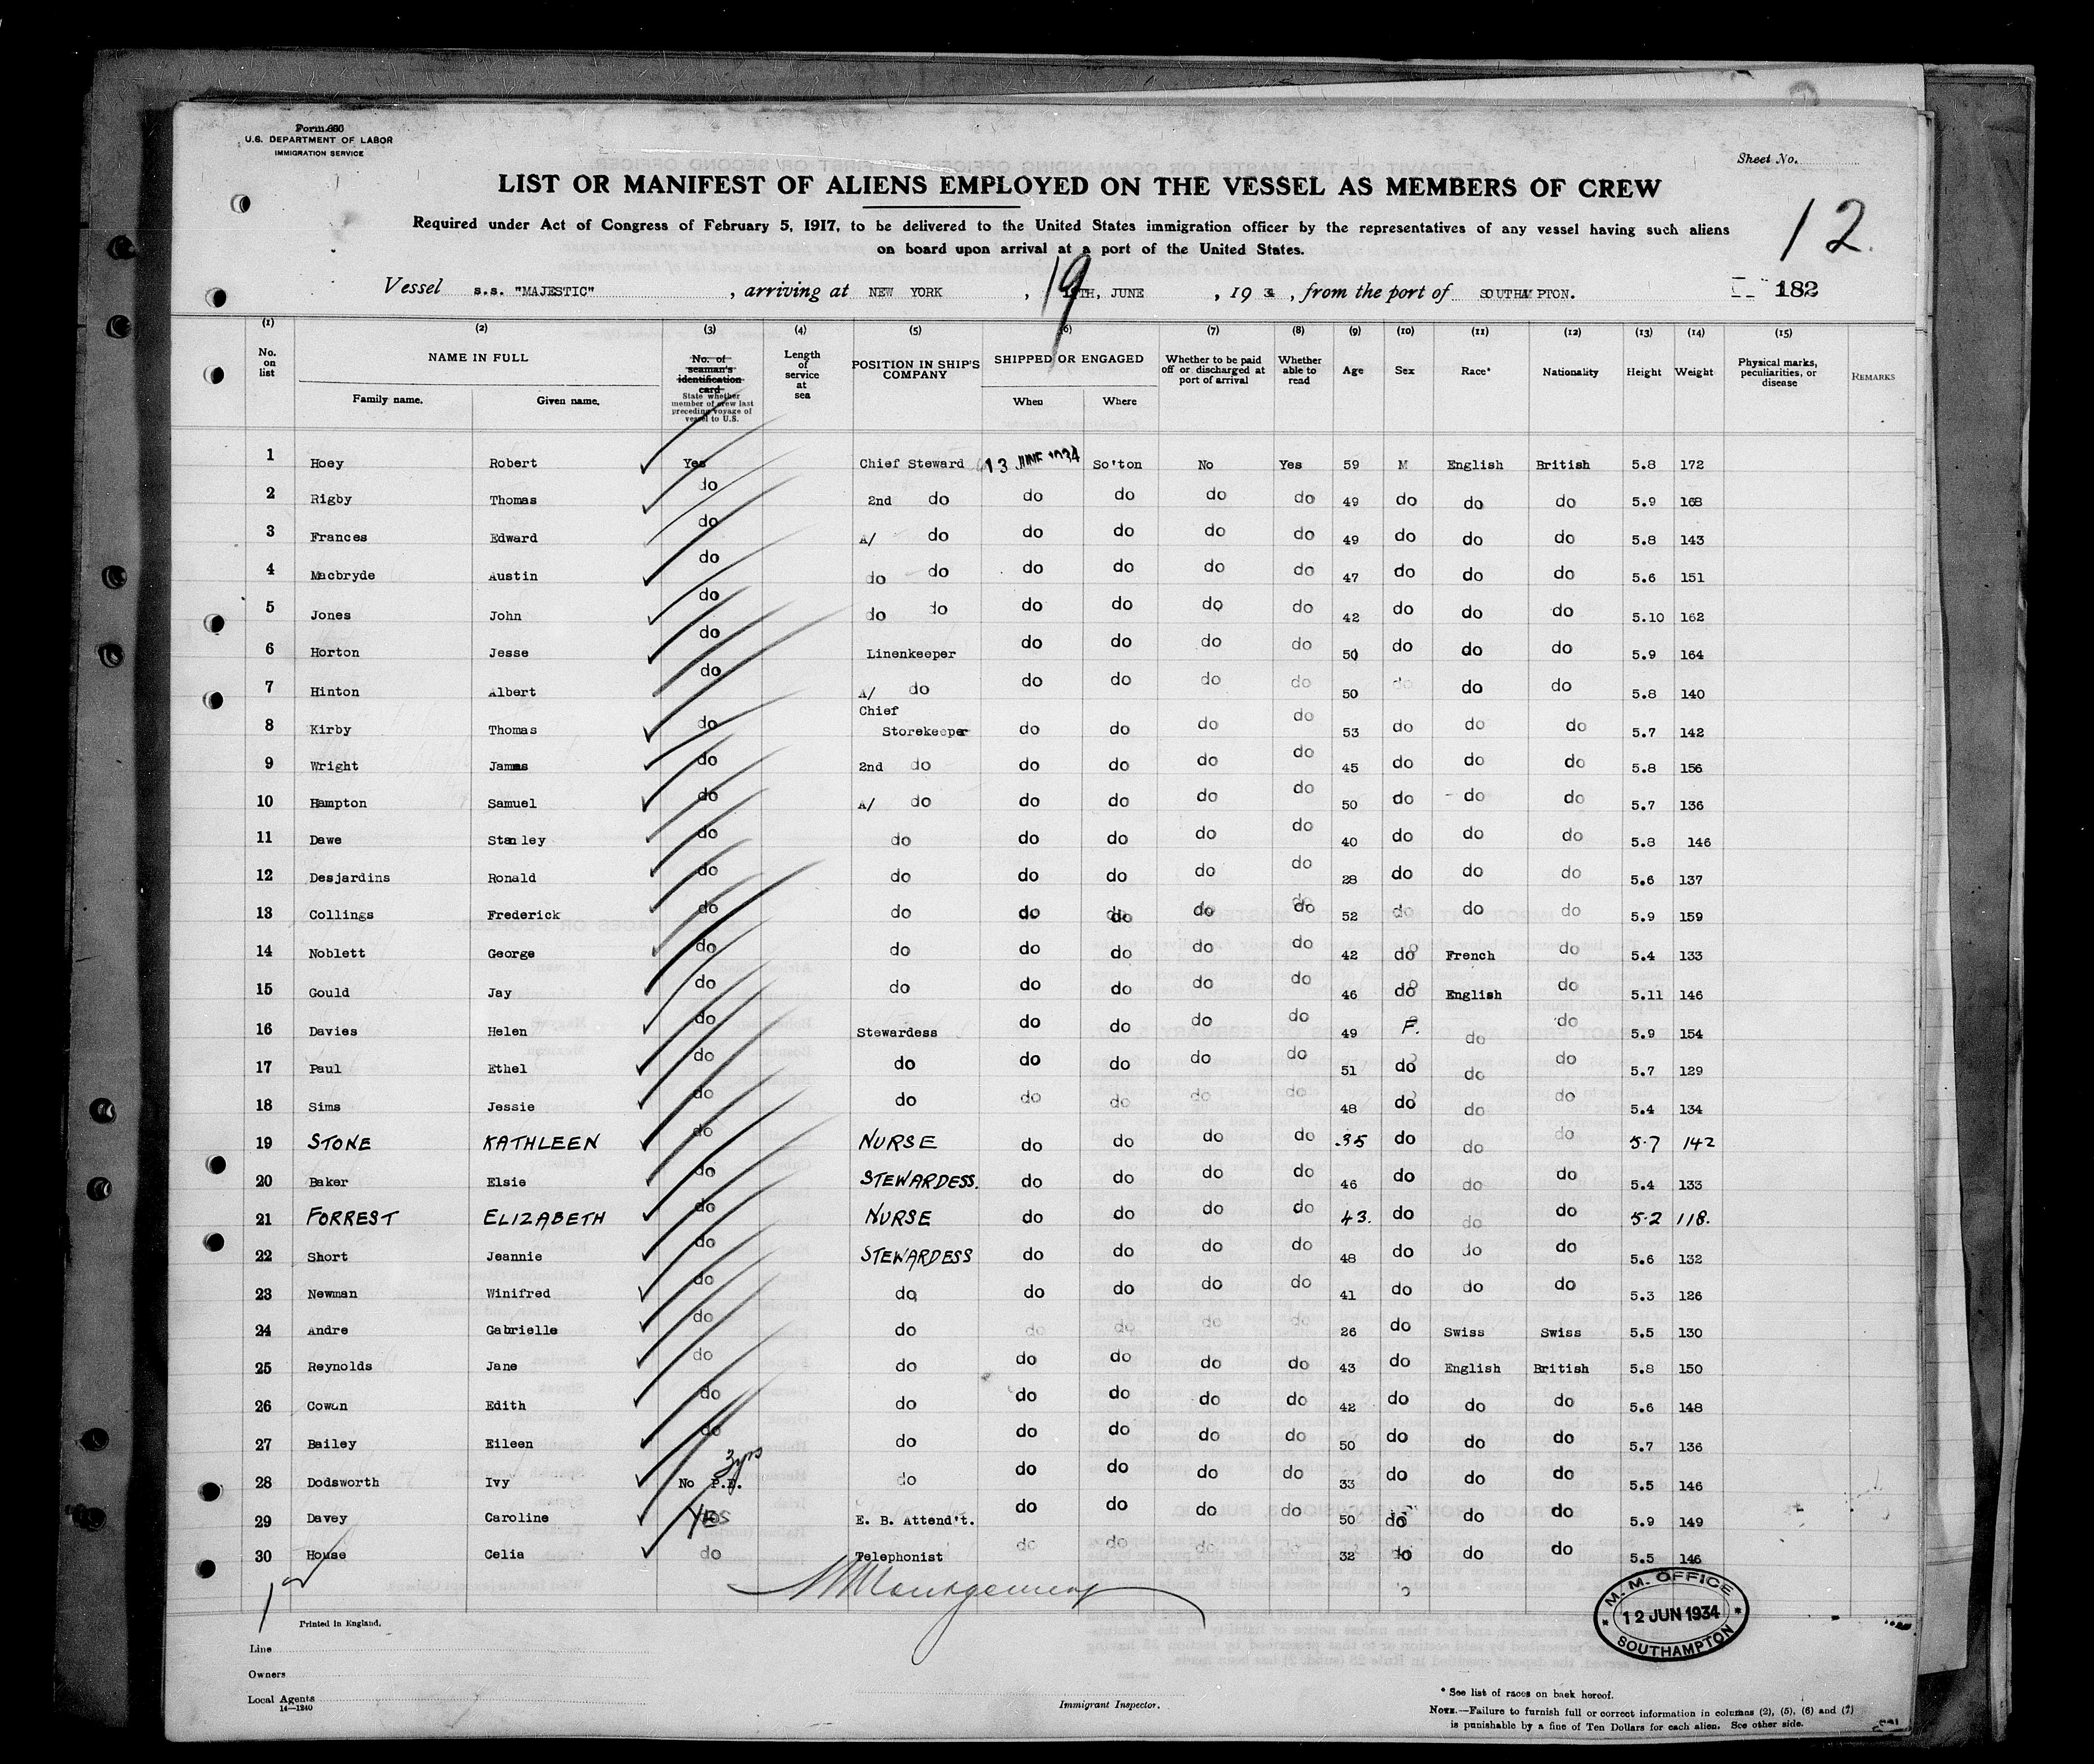 Form 680
U.S. DEPARTMENT OF LABOR
IMMIGRATION SERVICE
Sheet No.
LIST OR MANIFEST OF ALIENS EMPLOYED ON THE VESSEL AS MEMBERS OF CREW
Required under Act of Congress of February 5, 1917, to be delivered to the United States immigration officer by the representatives of any vessel having such aliens
on board upon arrival at a port of the United States.
12.
Vessel s.s. "MAJESTIC" , arriving at NEW YORK , 19 TH, JUNE , 193 , from the port of SOUTHAMPTON.
182
(1) (2) (3) (4) (5) (6) (7) (8) (9) (10) (11) (12) (13) (14) (15)
No. on list NAME IN FULL Family name. Given name. No. of seaman's identification card State whether member of crew last preceding voyage of vessel to U.S. Length of service at sea POSITION IN SHIP'S COMPANY SHIPPED OR ENGAGED When Where Whether to be paid off or discharged at port of arrival Whether able to read Age Sex Race* Nationality Height Weight Physical marks, peculiarities, or disease REMARKS
1 Hoey Robert Yes Chief Steward 13 JUNE 1934 So'ton No Yes 59 M English British 5.8 172
2 Rigby Thomas do 2nd do do do do do 49 do do do 5.9 168
3 Frances Edward do A/ do do do do do 49 do do do 5.8 143
4 Macbryde Austin do do do do do do do 47 do do do 5.6 151
5 Jones John do do do do do do do 42 do do do 5.10 162
6 Horton Jesse do Linenkeeper do do do do 50 do do do 5.9 164
7 Hinton Albert do A/ do do do do do 50 do do do 5.8 140
8 Kirby Thomas do Chief Storekeeper do do do do 53 do do do 5.7 142
9 Wright James do 2nd do do do do do 45 do do do 5.8 156
10 Hampton Samuel do A/ do do do do do 50 do do do 5.7 136
11 Dawe Stanley do do do do do do 40 do do do 5.8 146
12 Desjardins Ronald do do do do do do 28 do do do 5.6 137
13 Collings Frederick do do do do do do 52 do do do 5.9 159
14 Noblett George do do do do do do 42 do French do 5.4 133
15 Gould Jay do do do do do do 46 do English do 5.11 146
16 Davies Helen do Stewardess do do do do 49 F. do do 5.9 154
17 Paul Ethel do do do do do do 51 do do do 5.7 129
18 Sims Jessie do do do do do do 48 do do do 5.4 134
19 STONE KATHLEEN do NURSE do do do do 35 do do do 5.7 142
20 Baker Elsie do STEWARDESS. do do do do 46 do do do 5.4 133
21 FORREST ELIZABETH do NURSE do do do do 43. do do do 5.2 118.
22 Short Jeannie do STEWARDESS do do do do 48 do do do 5.6 132
23 Newman Winifred do do do do do do 41 do do do 5.3 126
24 Andre Gabrielle do do do do do do 26 do Swiss Swiss 5.5 130
25 Reynolds Jane do do do do do do 43 do English British 5.8 150
26 Cowan Edith do do do do do do 42 do do do 5.6 148
27 Bailey Eileen do do do do do do 50 do do do 5.7 136
28 Dodsworth Ivy No P.E. 3yrs do do do do do 33 do do do 5.5 146
29 Davey Caroline YES E. B. Attend't. do do do do 50 do do do 5.9 149
30 House Celia do Telephonist do do do do 32 do do do 5.5 146
Montgomery
M. M. OFFICE
12 JUN 1934
SOUTHAMPTON
Printed in England.
Line
Owners
Local Agents
14—1240
Immigrant Inspector.
* See list of races on back hereof.
NOTE.—Failure to furnish full or correct information in columns (2), (5), (6) and (7)
is punishable by a fine of Ten Dollars for each alien. See other side.